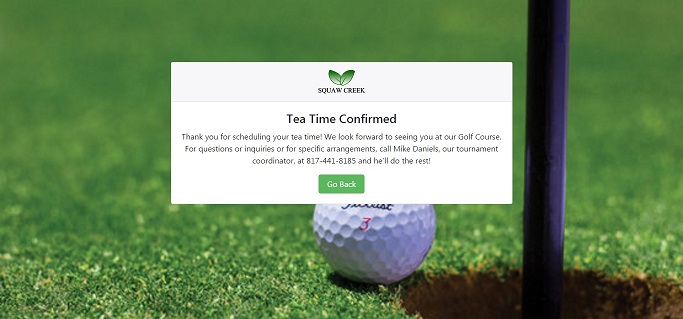 SQUAW CREEK
Tea Time Confirmed
Thank you for scheduling your tea time! We look forward to seeing you at our Golf Course.
For questions or inquiries or for specific arrangements, call Mike Daniels, our tournament
coordinator, at 817-441-8185 and he'll do the rest!
Go Back
Titleist
3